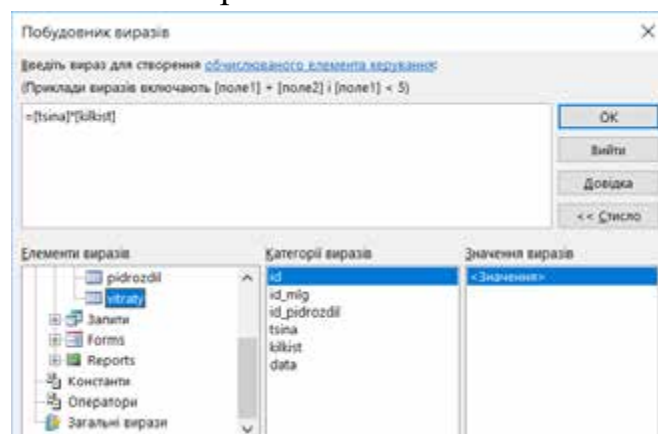 Побудовник виразів
Введіть вираз для створення обчислюваного елемента керування:
(Приклади виразів включають [поле1] + [поле2] і [поле1] < 5)
=[tsina]*[kilkist]
ОК
Вийти
Довідка
<< Стисло
Елементи виразів
Категорії виразів
Значення виразів
pidrozdil
vitraty
Запити
Forms
Reports
Константи
Оператори
Загальні вирази
id
id_mig
id_pidrozdil
tsina
kilkist
data
<Значення>